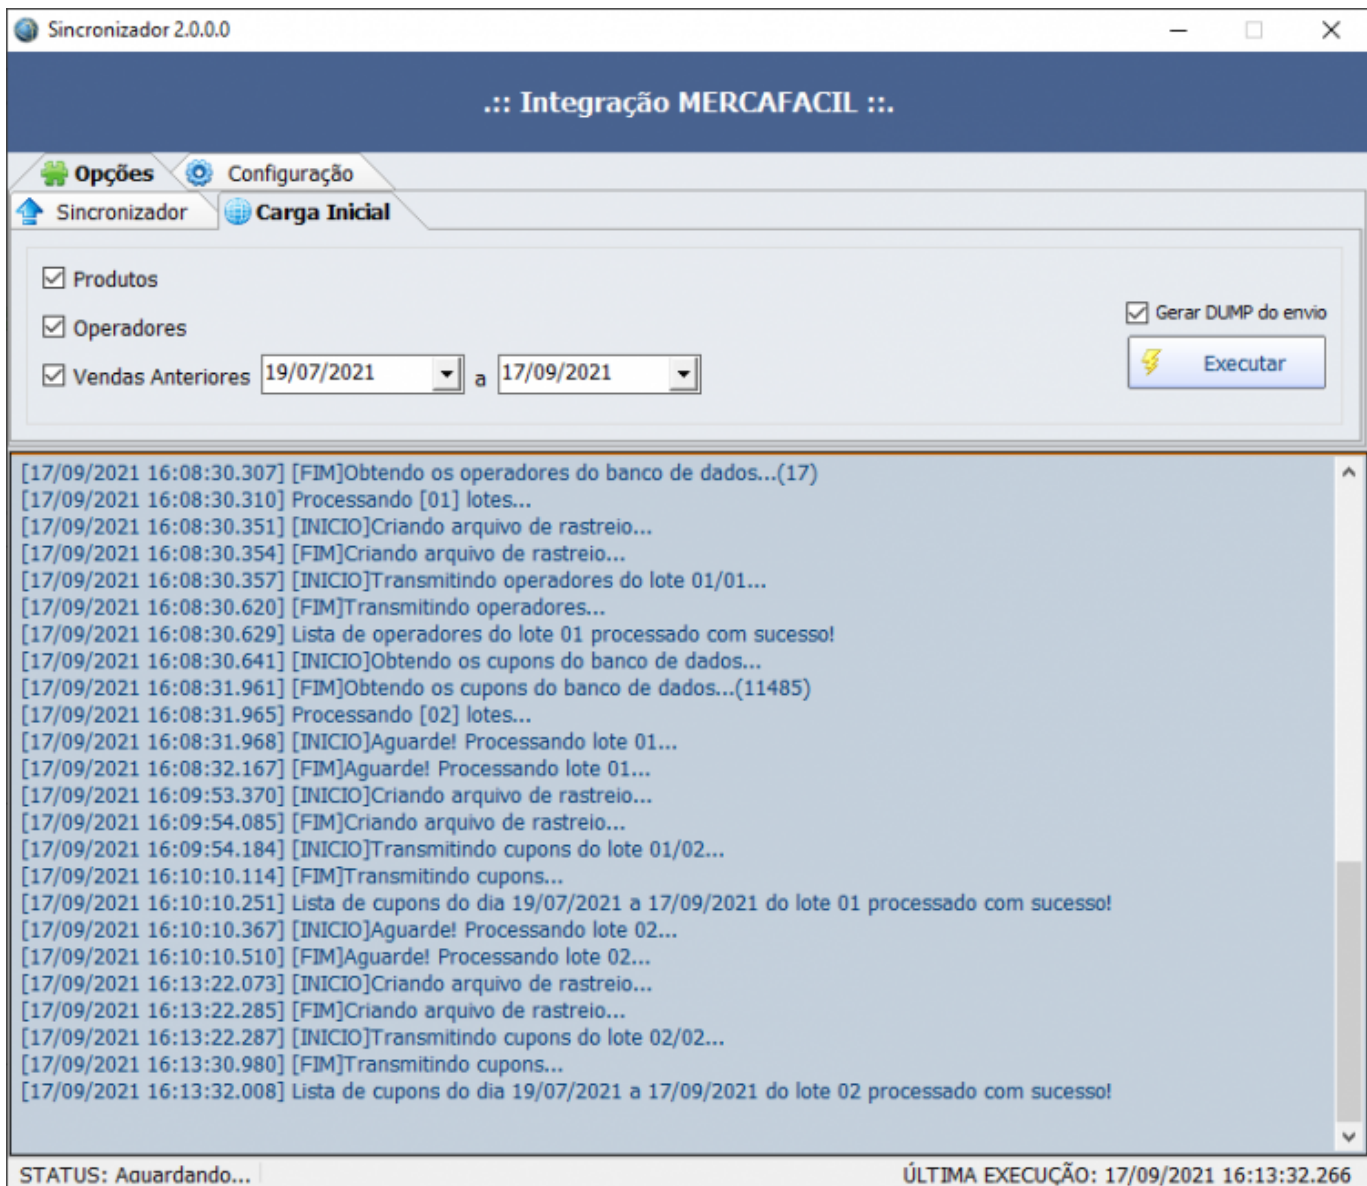 Sincronizador 2.0.0.0
.:: Integração MERCAFACIL ::.
Opções Configuração
Sincronizador Carga Inicial
Produtos
Operadores
Gerar DUMP do envio
Vendas Anteriores 19/07/2021 a 17/09/2021
Executar
[17/09/2021 16:08:30.307] [FIM]Obtendo os operadores do banco de dados...(17)
[17/09/2021 16:08:30.310] Processando [01] lotes...
[17/09/2021 16:08:30.351] [INICIO]Criando arquivo de rastreio...
[17/09/2021 16:08:30.354] [FIM]Criando arquivo de rastreio...
[17/09/2021 16:08:30.357] [INICIO]Transmitindo operadores do lote 01/01...
[17/09/2021 16:08:30.620] [FIM]Transmitindo operadores...
[17/09/2021 16:08:30.629] Lista de operadores do lote 01 processado com sucesso!
[17/09/2021 16:08:30.641] [INICIO]Obtendo os cupons do banco de dados...
[17/09/2021 16:08:31.961] [FIM]Obtendo os cupons do banco de dados...(11485)
[17/09/2021 16:08:31.965] Processando [02] lotes...
[17/09/2021 16:08:31.968] [INICIO]Aguarde! Processando lote 01...
[17/09/2021 16:08:32.167] [FIM]Aguarde! Processando lote 01...
[17/09/2021 16:09:53.370] [INICIO]Criando arquivo de rastreio...
[17/09/2021 16:09:54.085] [FIM]Criando arquivo de rastreio...
[17/09/2021 16:09:54.184] [INICIO]Transmitindo cupons do lote 01/02...
[17/09/2021 16:10:10.114] [FIM]Transmitindo cupons...
[17/09/2021 16:10:10.251] Lista de cupons do dia 19/07/2021 a 17/09/2021 do lote 01 processado com sucesso!
[17/09/2021 16:10:10.367] [INICIO]Aguarde! Processando lote 02...
[17/09/2021 16:10:10.510] [FIM]Aguarde! Processando lote 02...
[17/09/2021 16:13:22.073] [INICIO]Criando arquivo de rastreio...
[17/09/2021 16:13:22.285] [FIM]Criando arquivo de rastreio...
[17/09/2021 16:13:22.287] [INICIO]Transmitindo cupons do lote 02/02...
[17/09/2021 16:13:30.980] [FIM]Transmitindo cupons...
[17/09/2021 16:13:32.008] Lista de cupons do dia 19/07/2021 a 17/09/2021 do lote 02 processado com sucesso!
STATUS: Aguardando... ÚLTIMA EXECUÇÃO: 17/09/2021 16:13:32.266